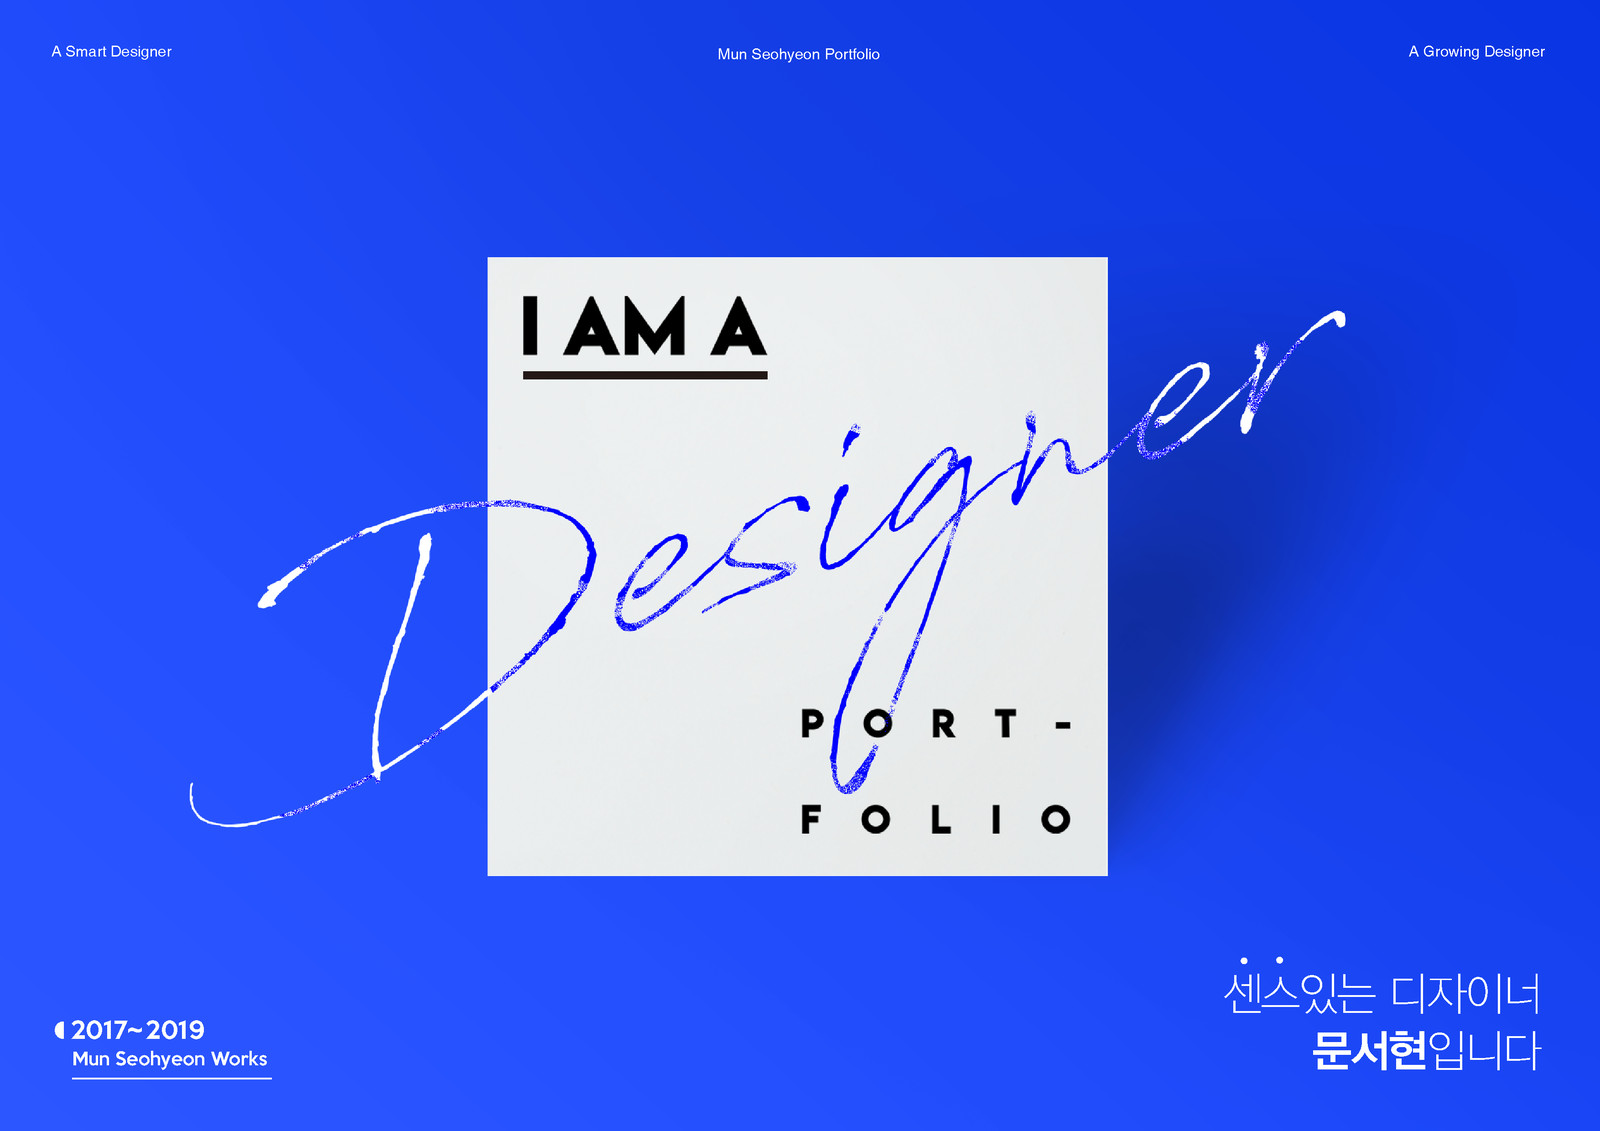 A Smart Designer
Mun Seohyeon Portfolio
A Growing Designer
I AM A
Designer
PORT-
FOLIO
2017~2019
Mun Seohyeon Works
센스있는 디자이너
문서현입니다